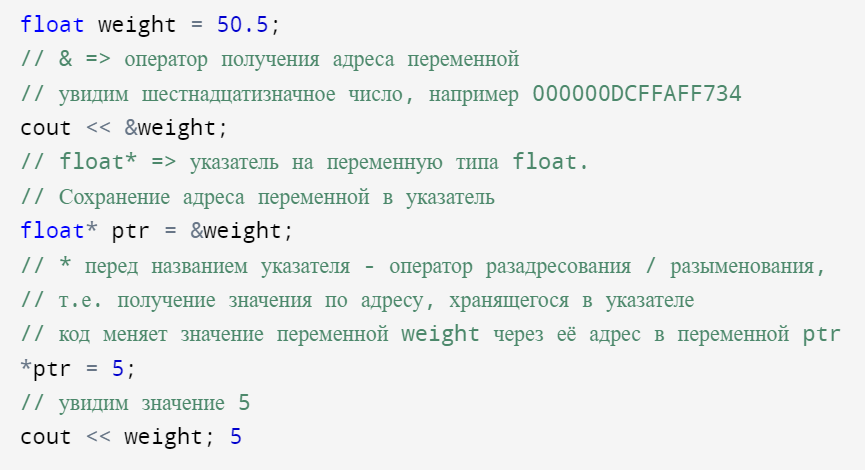 float weight = 50.5;
// & => оператор получения адреса переменной
// увидим шестнадцатизначное число, например 000000DCFFAFF734
cout << &weight;
// float* => указатель на переменную типа float.
// Сохранение адреса переменной в указатель
float* ptr = &weight;
// * перед названием указателя - оператор разадресования / разыменования,
// т.е. получение значения по адресу, хранящегося в указателе
// код меняет значение переменной weight через её адрес в переменной ptr
*ptr = 5;
// увидим значение 5
cout << weight; 5